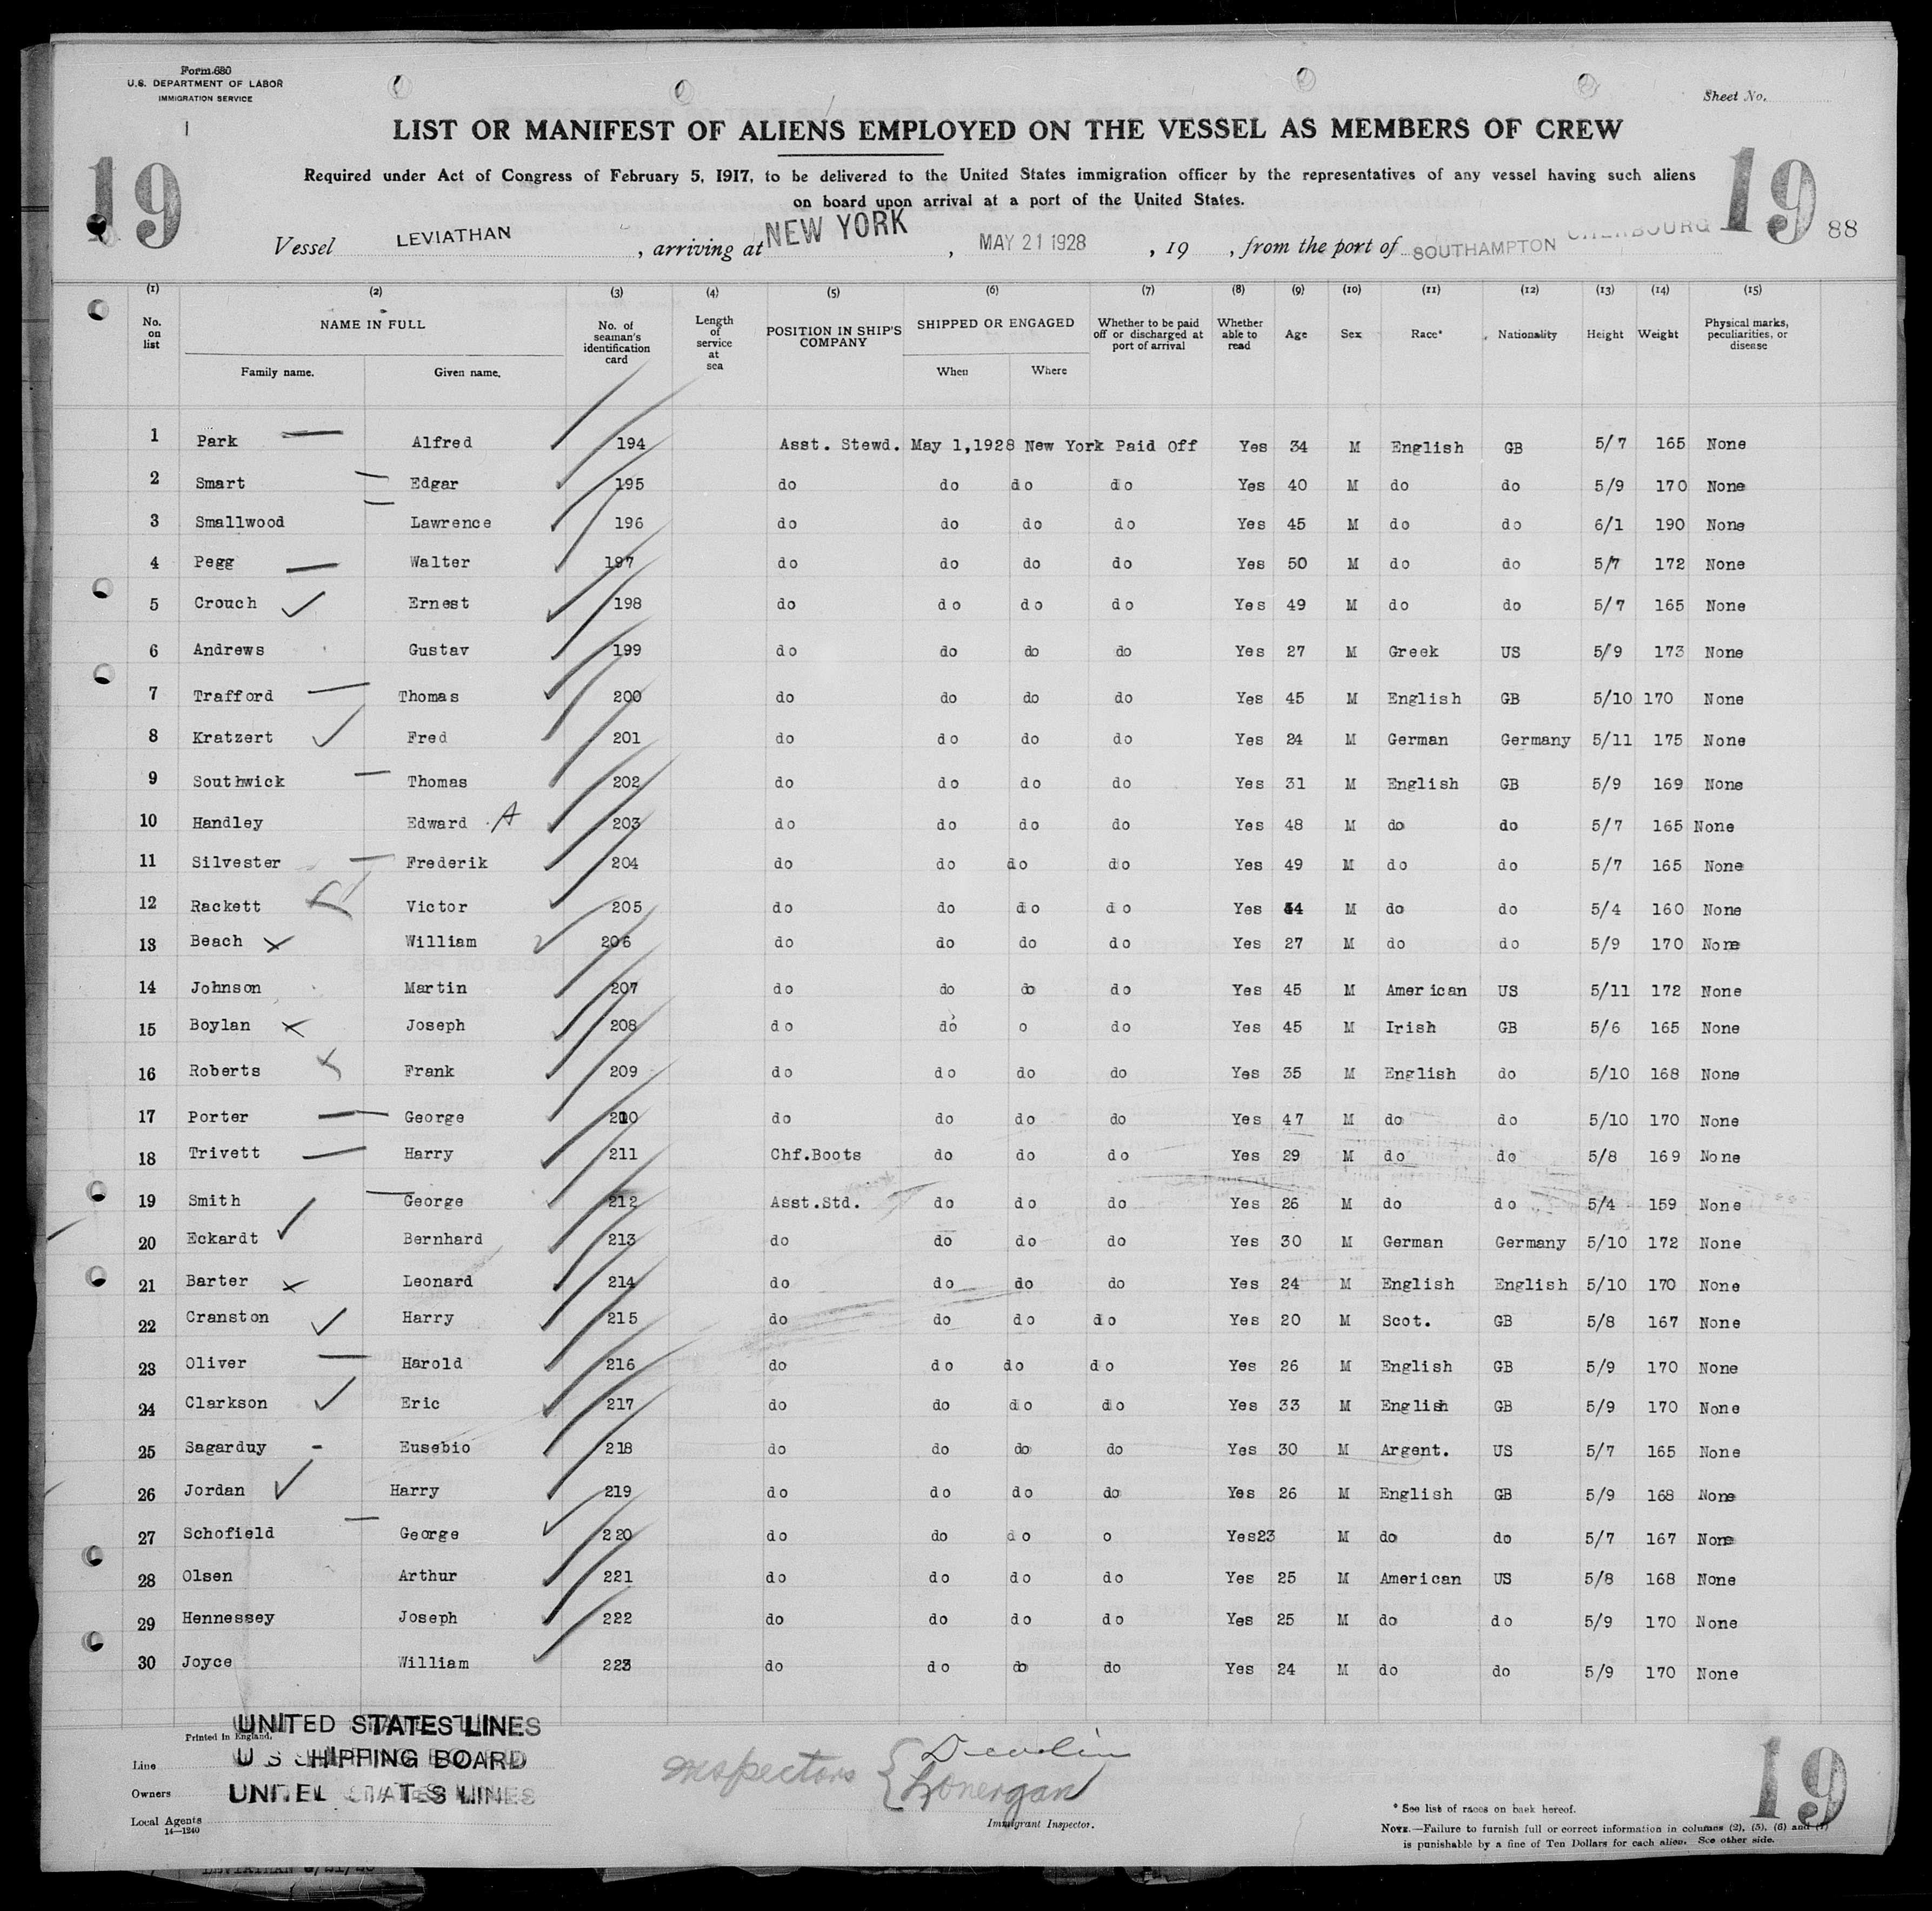 Form 680
U.S. DEPARTMENT OF LABOR
IMMIGRATION SERVICE
Sheet No.
LIST OR MANIFEST OF ALIENS EMPLOYED ON THE VESSEL AS MEMBERS OF CREW
19
19
Required under Act of Congress of February 5, 1917, to be delivered to the United States immigration officer by the representatives of any vessel having such aliens
on board upon arrival at a port of the United States.
Vessel LEVIATHAN , arriving at NEW YORK , MAY 21 1928 , 19 , from the port of SOUTHAMPTON CHERBOURG 88
(1) (2) (3) (4) (5) (6) (7) (8) (9) (10) (11) (12) (13) (14) (15)
No. on list NAME IN FULL Family name. Given name. No. of seaman's identification card Length of service at sea POSITION IN SHIP'S COMPANY SHIPPED OR ENGAGED When Where Whether to be paid off or discharged at port of arrival Whether able to read Age Sex Race* Nationality Height Weight Physical marks, peculiarities, or disease
1 Park Alfred 194 Asst. Stewd. May 1,1928 New York Paid Off Yes 34 M English GB 5/7 165 None
2 Smart Edgar 195 do do do do Yes 40 M do do 5/9 170 None
3 Smallwood Lawrence 196 do do do do Yes 45 M do do 6/1 190 None
4 Pegg Walter 197 do do do do Yes 50 M do do 5/7 172 None
5 Crouch Ernest 198 do do do do Yes 49 M do do 5/7 165 None
6 Andrews Gustav 199 do do do do Yes 27 M Greek US 5/9 173 None
7 Trafford Thomas 200 do do do do Yes 45 M English GB 5/10 170 None
8 Kratzert Fred 201 do do do do Yes 24 M German Germany 5/11 175 None
9 Southwick Thomas 202 do do do do Yes 31 M English GB 5/9 169 None
10 Handley Edward A 203 do do do do Yes 48 M do do 5/7 165 None
11 Silvester Frederik 204 do do do do Yes 49 M do do 5/7 165 None
12 Rackett Victor 205 do do do do Yes M do do 5/4 160 None
13 Beach William 206 do do do do Yes 27 M do do 5/9 170 None
14 Johnson Martin 207 do do do do Yes 45 M American US 5/11 172 None
15 Boylan Joseph 208 do do o do Yes 45 M Irish GB 5/6 165 None
16 Roberts Frank 209 do do do do Yes 35 M English do 5/10 168 None
17 Porter George 210 do do do do Yes 47 M do do 5/10 170 None
18 Trivett Harry 211 Chf.Boots do do do Yes 29 M do do 5/8 169 None
19 Smith George 212 Asst.Std. do do do Yes 26 M do do 5/4 159 None
20 Eckardt Bernhard 213 do do do do Yes 30 M German Germany 5/10 172 None
21 Barter Leonard 214 do do do do Yes 24 M English English 5/10 170 None
22 Cranston Harry 215 do do do do Yes 20 M Scot. GB 5/8 167 None
23 Oliver Harold 216 do do do do Yes 26 M English GB 5/9 170 None
24 Clarkson Eric 217 do do do do Yes 33 M English GB 5/9 170 None
25 Sagarduy Eusebio 218 do do do do Yes 30 M Argent. US 5/7 165 None
26 Jordan Harry 219 do do do do Yes 26 M English GB 5/9 168 None
27 Schofield George 220 do do do o Yes23 M do do 5/7 167 None
28 Olsen Arthur 221 do do do do Yes 25 M American US 5/8 168 None
29 Hennessey Joseph 222 do do do do Yes 25 M do do 5/9 170 None
30 Joyce William 223 do do do do Yes 24 M do do 5/9 170 None
Printed in England.
UNITED STATES LINES
Line U S SHIPPING BOARD
Owners UNITED STATES LINES
Local Agents
14—1240
Inspectors { Devlin
Lonergan
Immigrant Inspector.
19
* See list of races on back hereof.
NOTE.—Failure to furnish full or correct information in columns (2), (5), (6) and (7)
is punishable by a fine of Ten Dollars for each alien. See other side.
LEVIATHAN 5/21/28